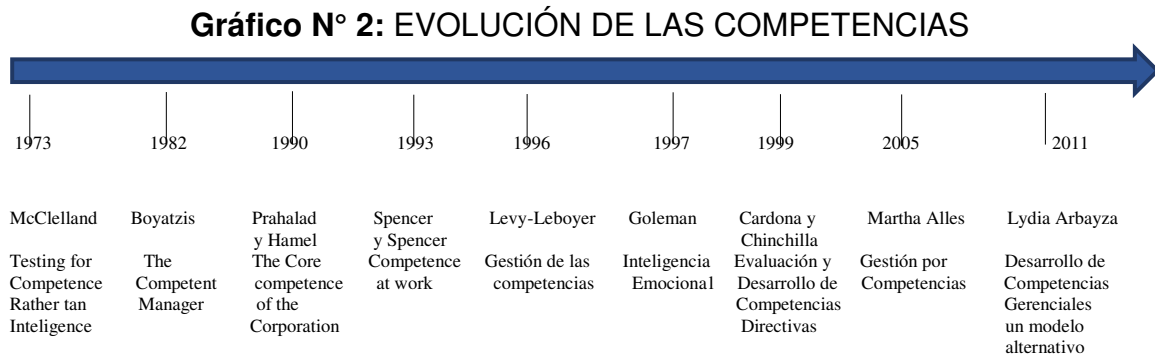 Gráfico N° 2: EVOLUCIÓN DE LAS COMPETENCIAS
1973
1982
1990
1993
1996
1997
1999
2005
2011
McClelland
Testing for
Competence
Rather tan
Inteligence
Boyatzis
The
Competent
Manager
Prahalad
y Hamel
The Core
competence
of the
Corporation
Spencer
y Spencer
Competence
at work
Levy-Leboyer
Gestión de las
competencias
Goleman
Inteligencia
Emocional
Cardona y
Chinchilla
Evaluación y
Desarrollo de
Competencias
Directivas
Martha Alles
Gestión por
Competencias
Lydia Arbayza
Desarrollo de
Competencias
Gerenciales
un modelo
alternativo